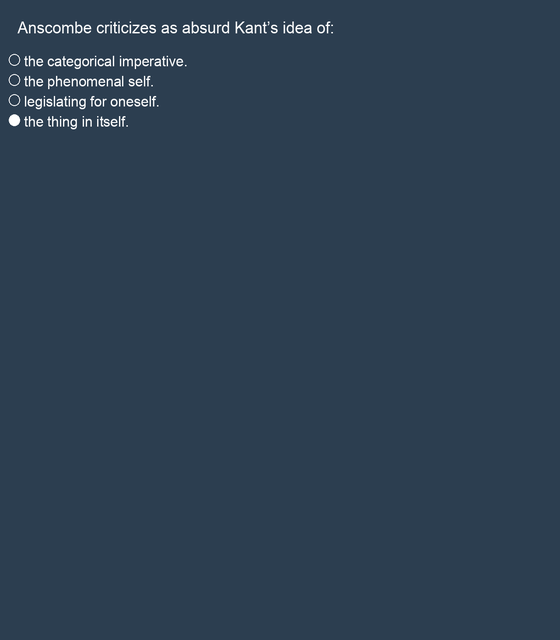 Anscombe criticizes as absurd Kant’s idea of:
the categorical imperative.
the phenomenal self.
legislating for oneself.
the thing in itself.